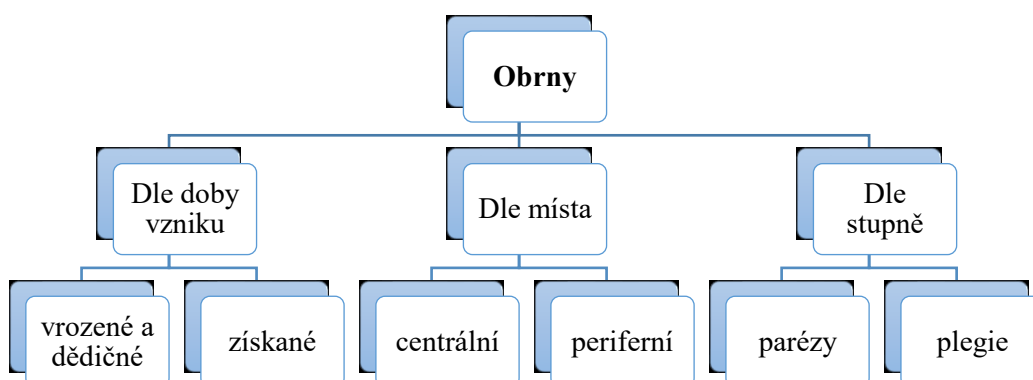 Obrny
Dle doby
vzniku
Dle místa
Dle
stupně
vrozené a
dědičné
získané
centrální
periferní
parézy
plegie